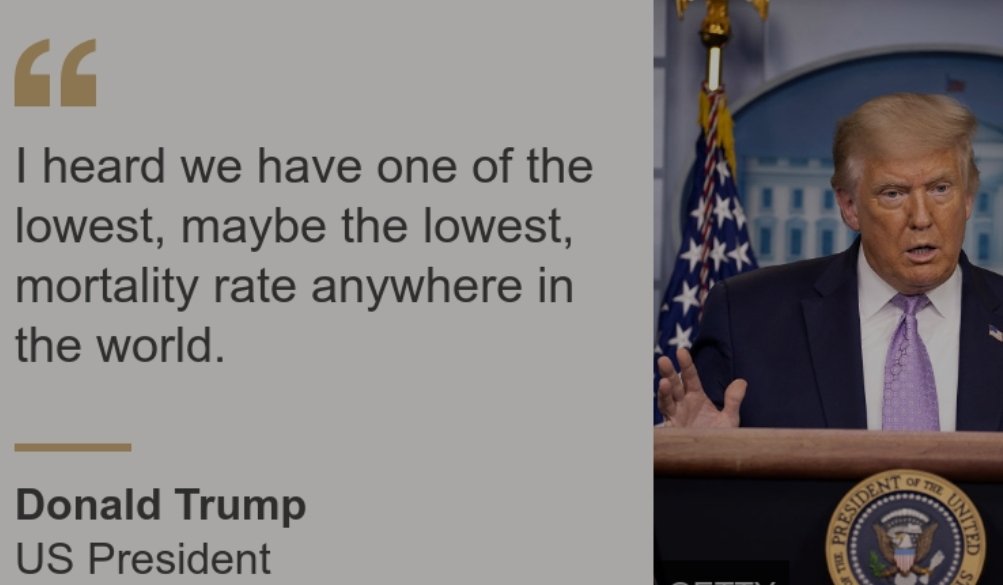 I heard we have one of the
lowest, maybe the lowest,
mortality rate anywhere in
the world.
Donald Trump
US President
PRESIDENT OF THE UNITED
GETTY